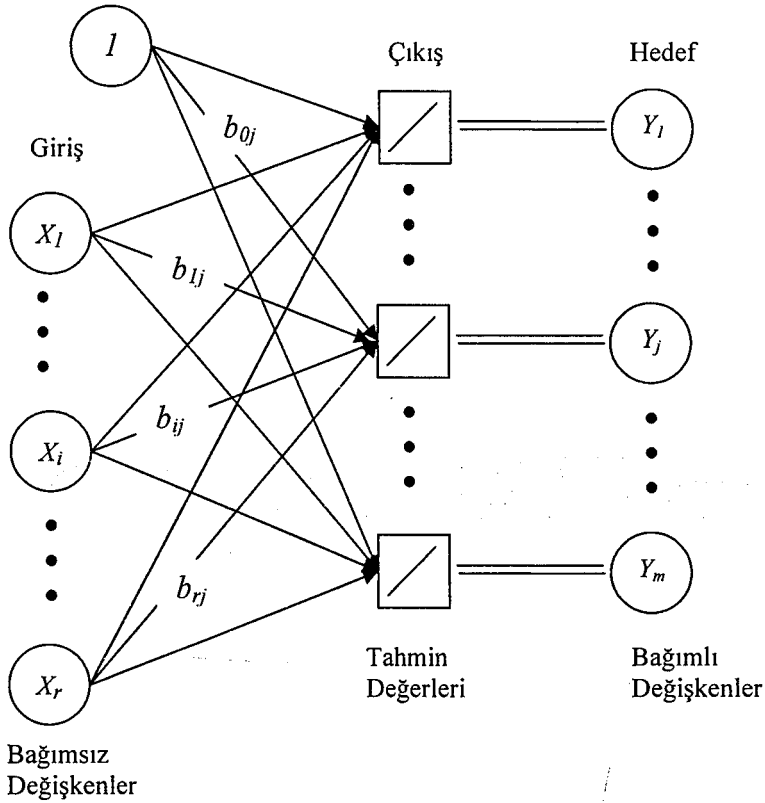 1
Çıkış
Hedef
b0j
Y1
Giriş
X1
b1j
Yj
bij
Xi
brj
Ym
Xr
Tahmin
Değerleri
Bağımlı
Değişkenler
Bağımsız
Değişkenler